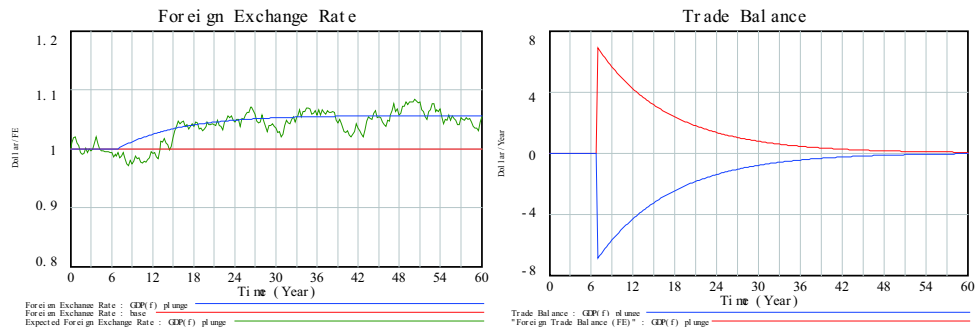 Foreign Exchange Rate
1.2
1.1
1
0.9
0.8
Dollar/FE
0 6 12 18 24 30 36 42 48 54 60
Time (Year)
Foreign Exchange Rate : GDP(f) plunge
Foreign Exchange Rate : base
Expected Foreign Exchange Rate : GDP(f) plunge
Trade Balance
8
4
0
-4
-8
Dollar/Year
0 6 12 18 24 30 36 42 48 54 60
Time (Year)
Trade Balance : GDP(f) plunge
"Foreign Trade Balance (FE)" : GDP(f) plunge